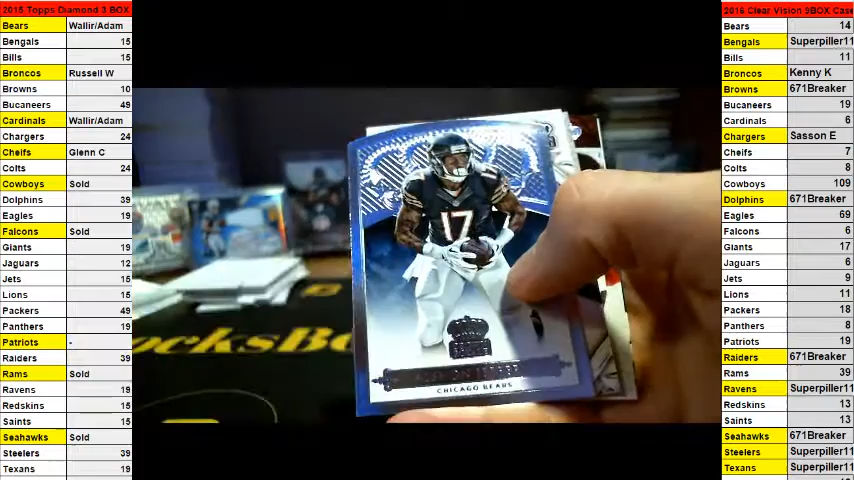 2015 Topps Diamond 3 BOX
Bears Wallir/Adam
Bengals 15
Bills 15
Broncos Russell W
Browns 10
Bucaneers 49
Cardinals Wallir/Adam
Chargers 24
Cheifs Glenn C
Colts 24
Cowboys Sold
Dolphins 39
Eagles 19
Falcons Sold
Giants 19
Jaguars 12
Jets 15
Lions 15
Packers 49
Panthers 19
Patriots -
Raiders 39
Rams Sold
Ravens 19
Redskins 15
Saints 15
Seahawks Sold
Steelers 39
Texans 19
17
CHICAGO BEARS
ocksB
2016 Clear Vision 9BOX Case
Bears 14
Bengals Superpiller11
Bills 11
Broncos Kenny K
Browns 671Breaker
Bucaneers 19
Cardinals 6
Chargers Sasson E
Cheifs 7
Colts 8
Cowboys 109
Dolphins 671Breaker
Eagles 69
Falcons 6
Giants 17
Jaguars 6
Jets 9
Lions 11
Packers 18
Panthers 8
Patriots 19
Raiders 671Breaker
Rams 39
Ravens Superpiller11
Redskins 13
Saints 13
Seahawks 671Breaker
Steelers Superpiller11
Texans Superpiller11